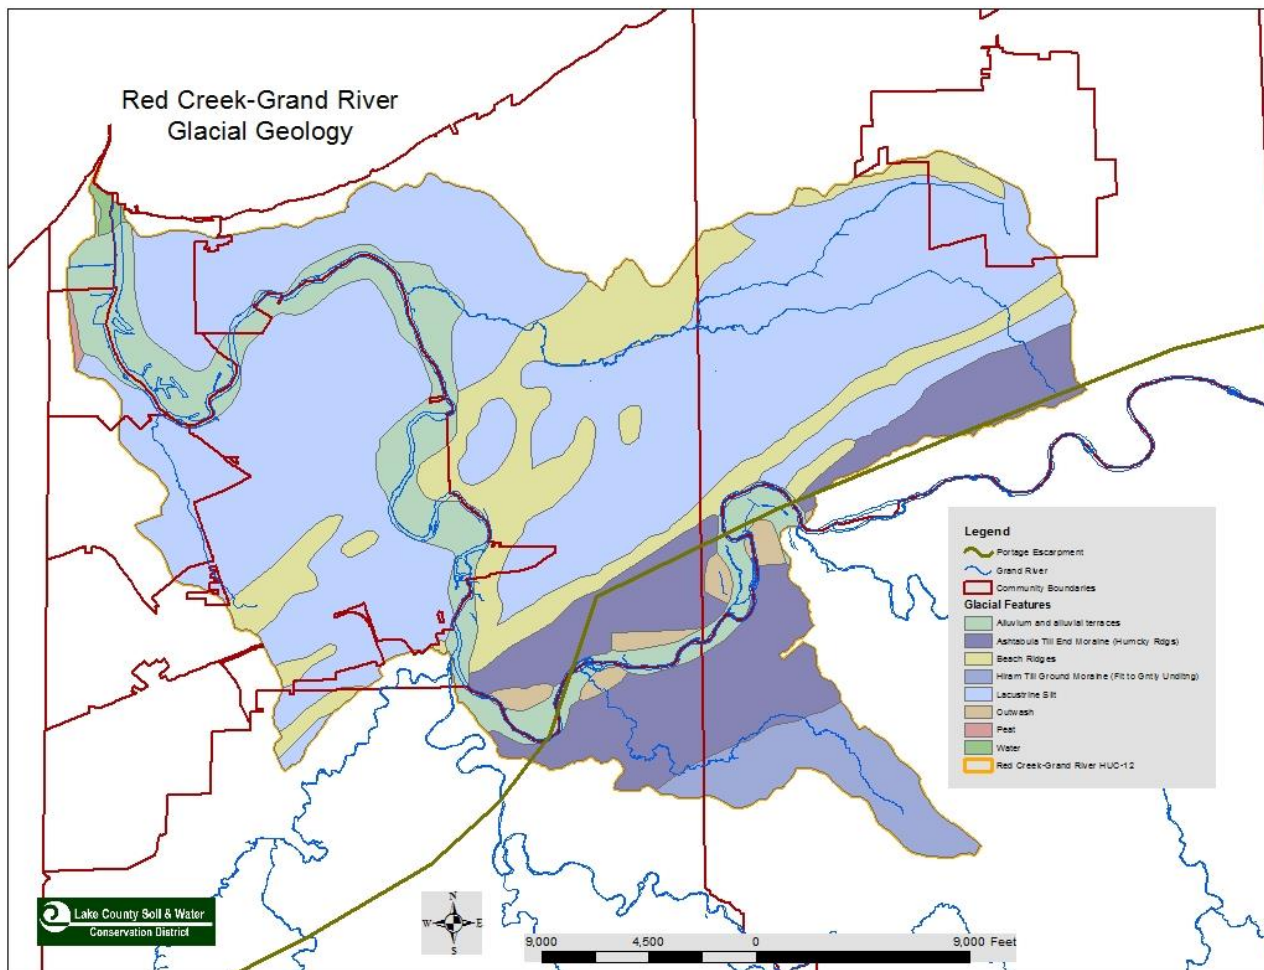 Red Creek-Grand River
Glacial Geology
Legend
Portage Escarpment
Grand River
Community Boundaries
Glacial Features
Alluvium and alluvial terraces
Ashtabula Till End Moraine (Humcky Rdgs)
Beach Ridges
Hiram Till Ground Moraine (Flt to Gntly Undltng)
Lacustrine Silt
Outwash
Peat
Water
Red Creek-Grand River HUC-12
Lake County Soil & Water
Conservation District
N
W E
S
9,000 4,500 0 9,000 Feet